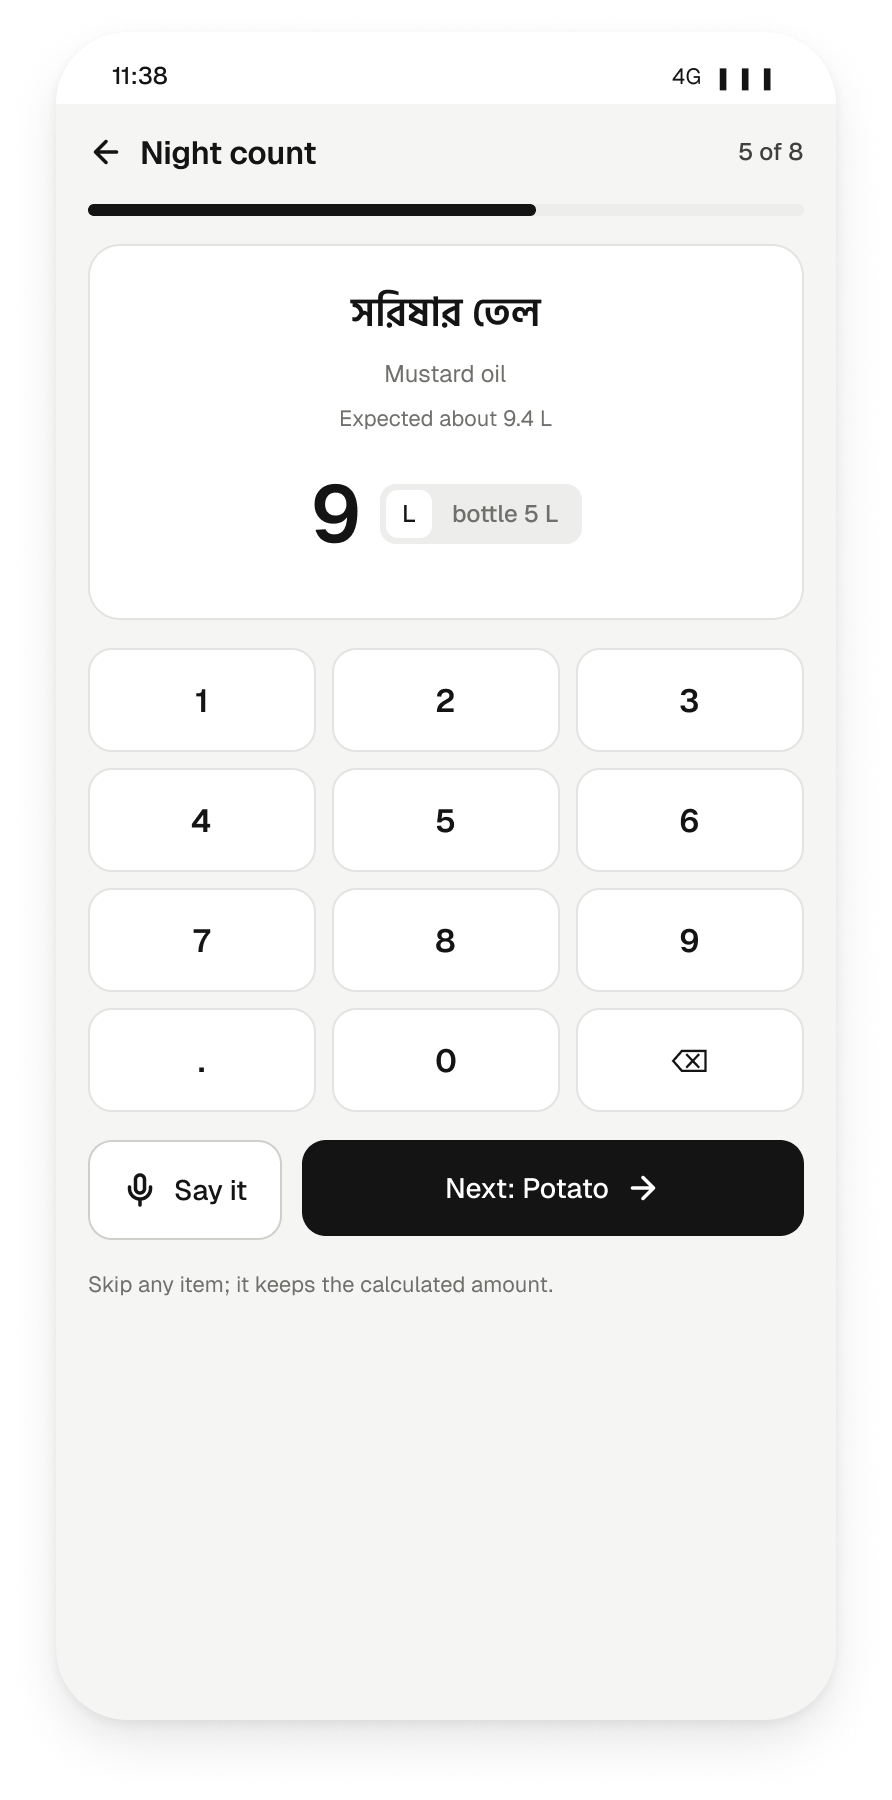 11:38 4G
Night count 5 of 8
সরিষার তেল
Mustard oil
Expected about 9.4 L
9 L bottle 5 L
1 2 3
4 5 6
7 8 9
. 0
Say it Next: Potato
Skip any item; it keeps the calculated amount.